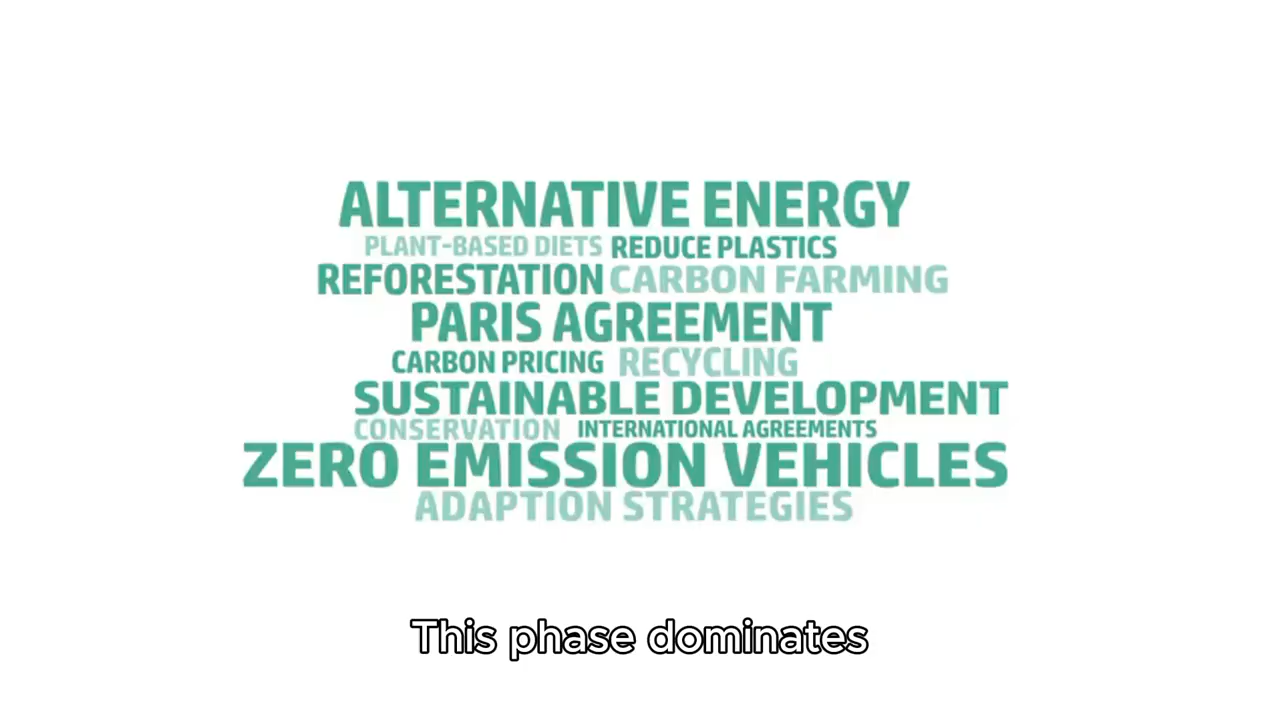 ALTERNATIVE ENERGY
PLANT-BASED DIETS REDUCE PLASTICS
REFORESTATION CARBON FARMING
PARIS AGREEMENT
CARBON PRICING RECYCLING
SUSTAINABLE DEVELOPMENT
CONSERVATION INTERNATIONAL AGREEMENTS
ZERO EMISSION VEHICLES
ADAPTION STRATEGIES
This phase dominates